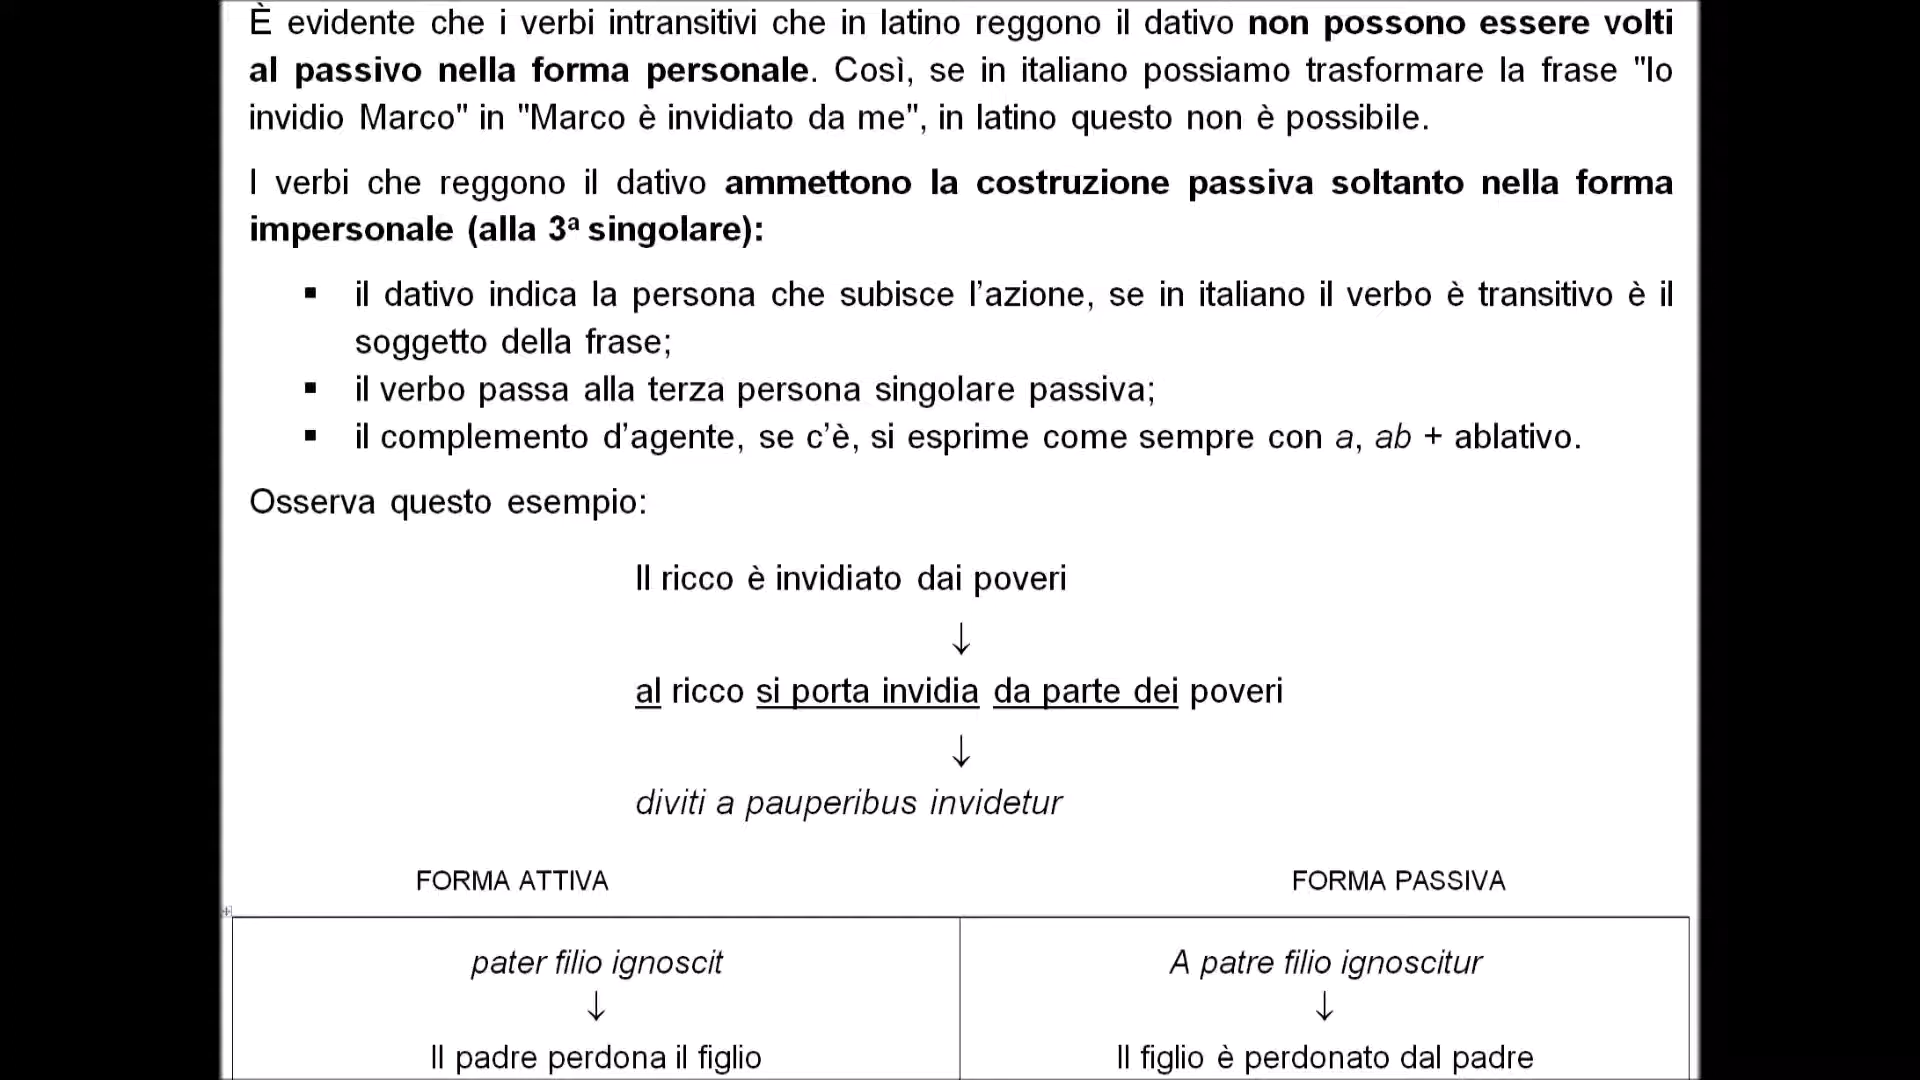 È evidente che i verbi intransitivi che in latino reggono il dativo non possono essere volti
al passivo nella forma personale. Così, se in italiano possiamo trasformare la frase "Io
invidio Marco" in "Marco è invidiato da me", in latino questo non è possibile.
I verbi che reggono il dativo ammettono la costruzione passiva soltanto nella forma
impersonale (alla 3ª singolare):
▪ il dativo indica la persona che subisce l’azione, se in italiano il verbo è transitivo è il
soggetto della frase;
▪ il verbo passa alla terza persona singolare passiva;
▪ il complemento d’agente, se c’è, si esprime come sempre con a, ab + ablativo.
Osserva questo esempio:
Il ricco è invidiato dai poveri
↓
al ricco si porta invidia da parte dei poveri
↓
diviti a pauperibus invidetur
FORMA ATTIVA FORMA PASSIVA
pater filio ignoscit A patre filio ignoscitur
↓ ↓
Il padre perdona il figlio Il figlio è perdonato dal padre